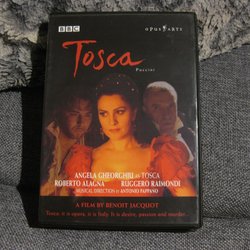 BBC
OPUS ARTE
Tosca
Puccini
ANGELA GHEORGHIU AS TOSCA
ROBERTO ALAGNA RUGGERO RAIMONDI
MUSICAL DIRECTION BY ANTONIO PAPPANO
A FILM BY BENOIT JACQUOT
Tosca, it is opera, it is Italy. It is desire, passion and murder.